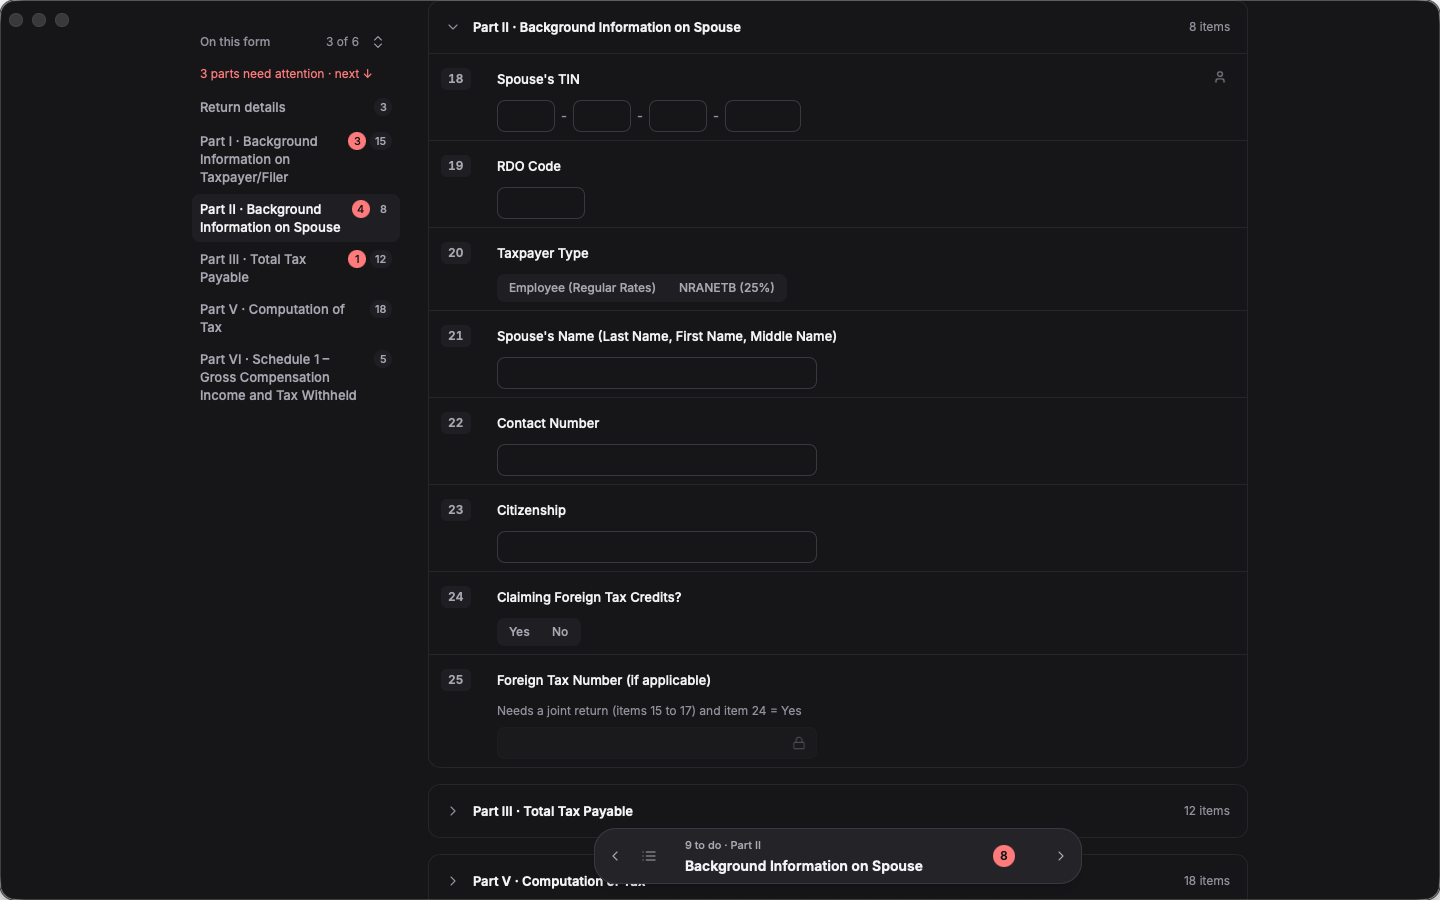 On this form
3 of 6
3 parts need attention · next ↓
Return details
3
Part I · Background
Information on
Taxpayer/Filer
3
15
Part II · Background
Information on Spouse
4
8
Part III · Total Tax
Payable
1
12
Part V · Computation of
Tax
18
Part VI · Schedule 1 –
Gross Compensation
Income and Tax Withheld
5
Part II · Background Information on Spouse
8 items
18
Spouse's TIN
- - -
19
RDO Code
20
Taxpayer Type
Employee (Regular Rates) NRANETB (25%)
21
Spouse's Name (Last Name, First Name, Middle Name)
22
Contact Number
23
Citizenship
24
Claiming Foreign Tax Credits?
Yes No
25
Foreign Tax Number (if applicable)
Needs a joint return (items 15 to 17) and item 24 = Yes
Part III · Total Tax Payable
12 items
Part V · Computation of Tax
18 items
9 to do · Part II
Background Information on Spouse
8